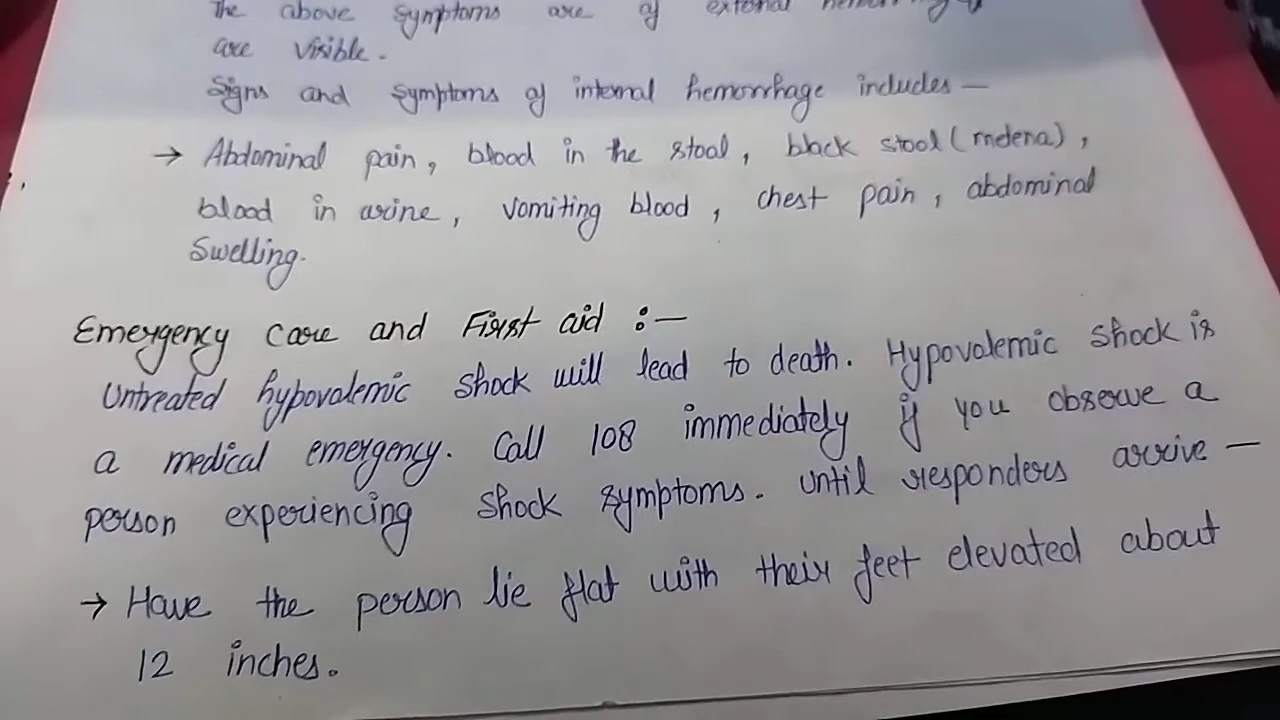 The above symptoms are of external
are visible.
Signs and symptoms of internal hemorrhage includes —
→ Abdominal pain, blood in the stool, black stool (melena),
blood in urine, vomiting blood, chest pain, abdominal
Swelling.
Emergency Care and First aid :—
Untreated hypovolemic shock will lead to death. Hypovolemic shock is
a medical emergency. Call 108 immediately if you observe a
person experiencing shock symptoms. Until responders arrive —
→ Have the person lie flat with their feet elevated about
12 inches.